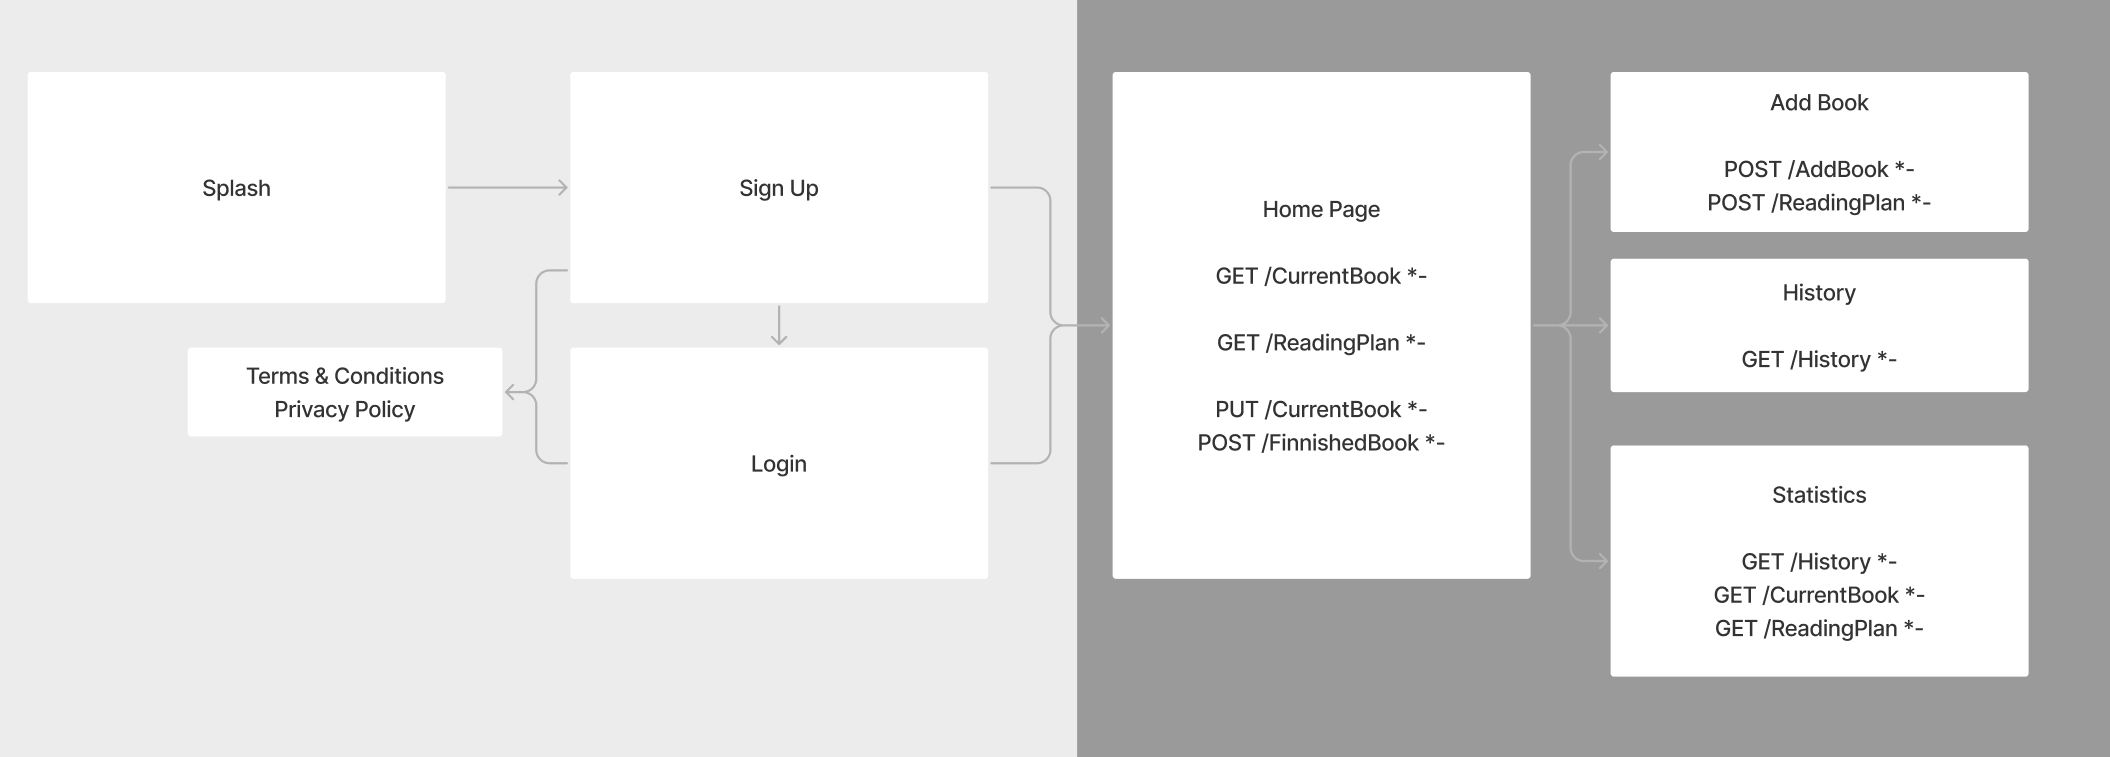 Splash
Sign Up
Terms & Conditions
Privacy Policy
Login
Home Page
GET /CurrentBook *-
GET /ReadingPlan *-
PUT /CurrentBook *-
POST /FinnishedBook *-
Add Book
POST /AddBook *-
POST /ReadingPlan *-
History
GET /History *-
Statistics
GET /History *-
GET /CurrentBook *-
GET /ReadingPlan *-